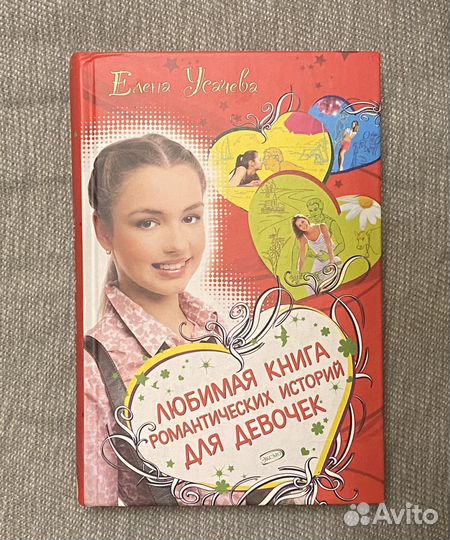 Елена Усачева
ЛЮБИМАЯ КНИГА
РОМАНТИЧЕСКИХ ИСТОРИЙ
ДЛЯ ДЕВОЧЕК
ЭКСМО
Avito